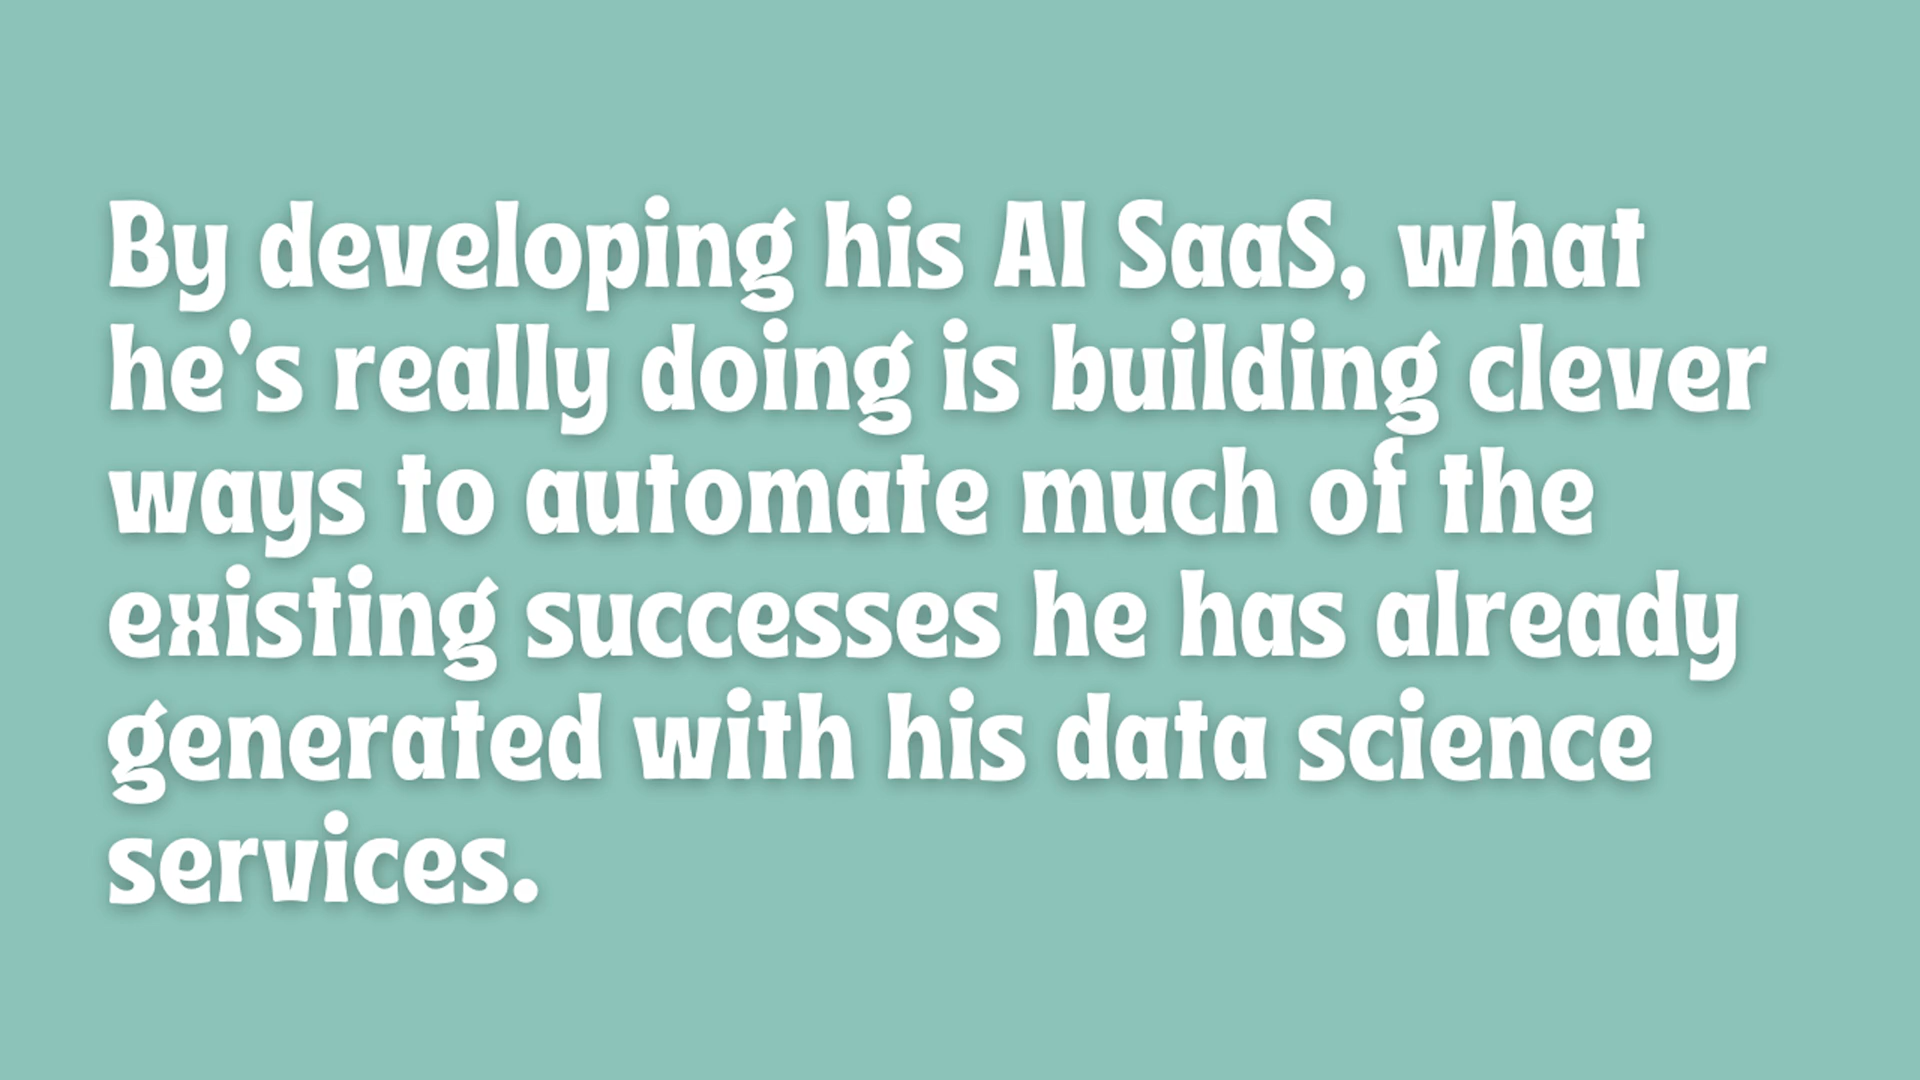 By developing his AI SaaS, what
he's really doing is building clever
ways to automate much of the
existing successes he has already
generated with his data science
services.